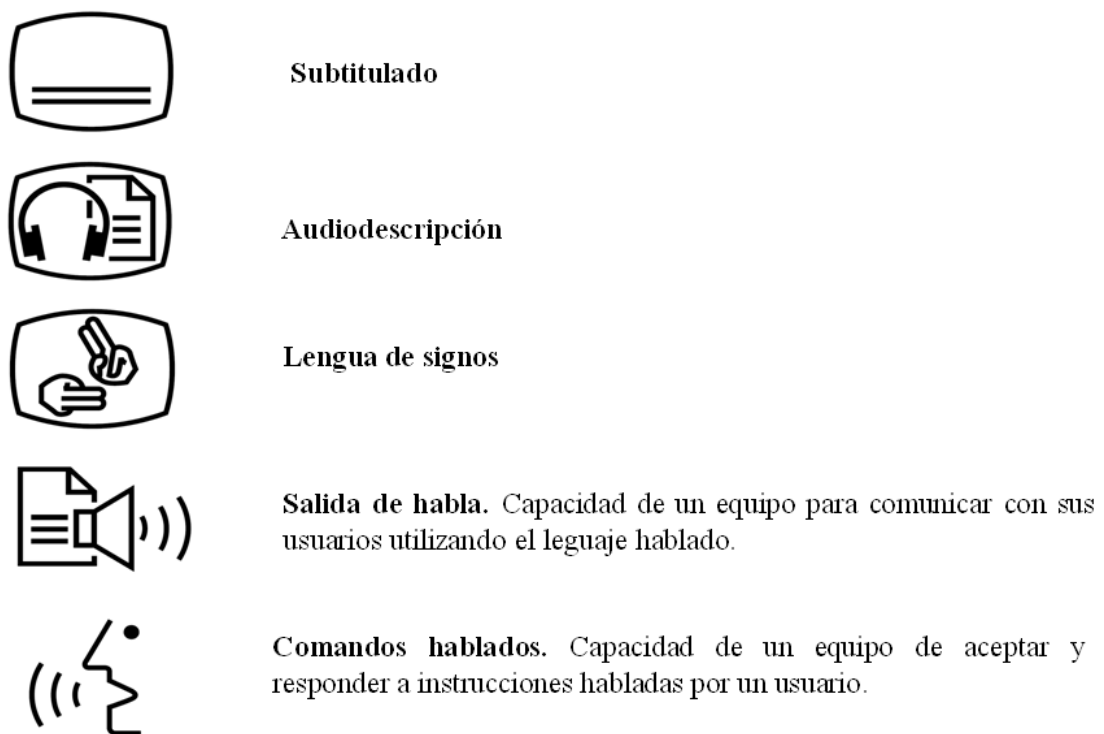 Subtitulado
Audiodescripción
Lengua de signos
Salida de habla. Capacidad de un equipo para comunicar con sus
usuarios utilizando el leguaje hablado.
Comandos hablados. Capacidad de un equipo de aceptar y
responder a instrucciones habladas por un usuario.